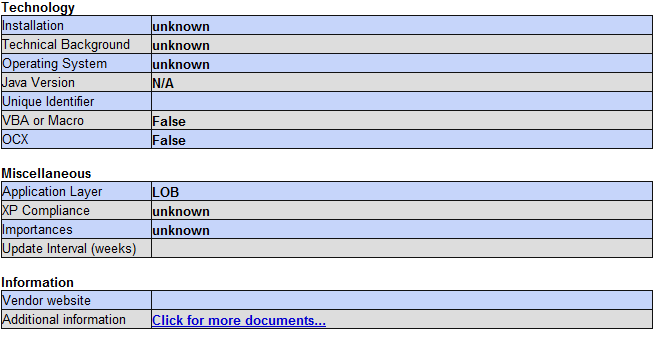 Technology
Installation unknown
Technical Background unknown
Operating System unknown
Java Version N/A
Unique Identifier
VBA or Macro False
OCX False
Miscellaneous
Application Layer LOB
XP Compliance unknown
Importances unknown
Update Interval (weeks)
Information
Vendor website
Additional information Click for more documents...